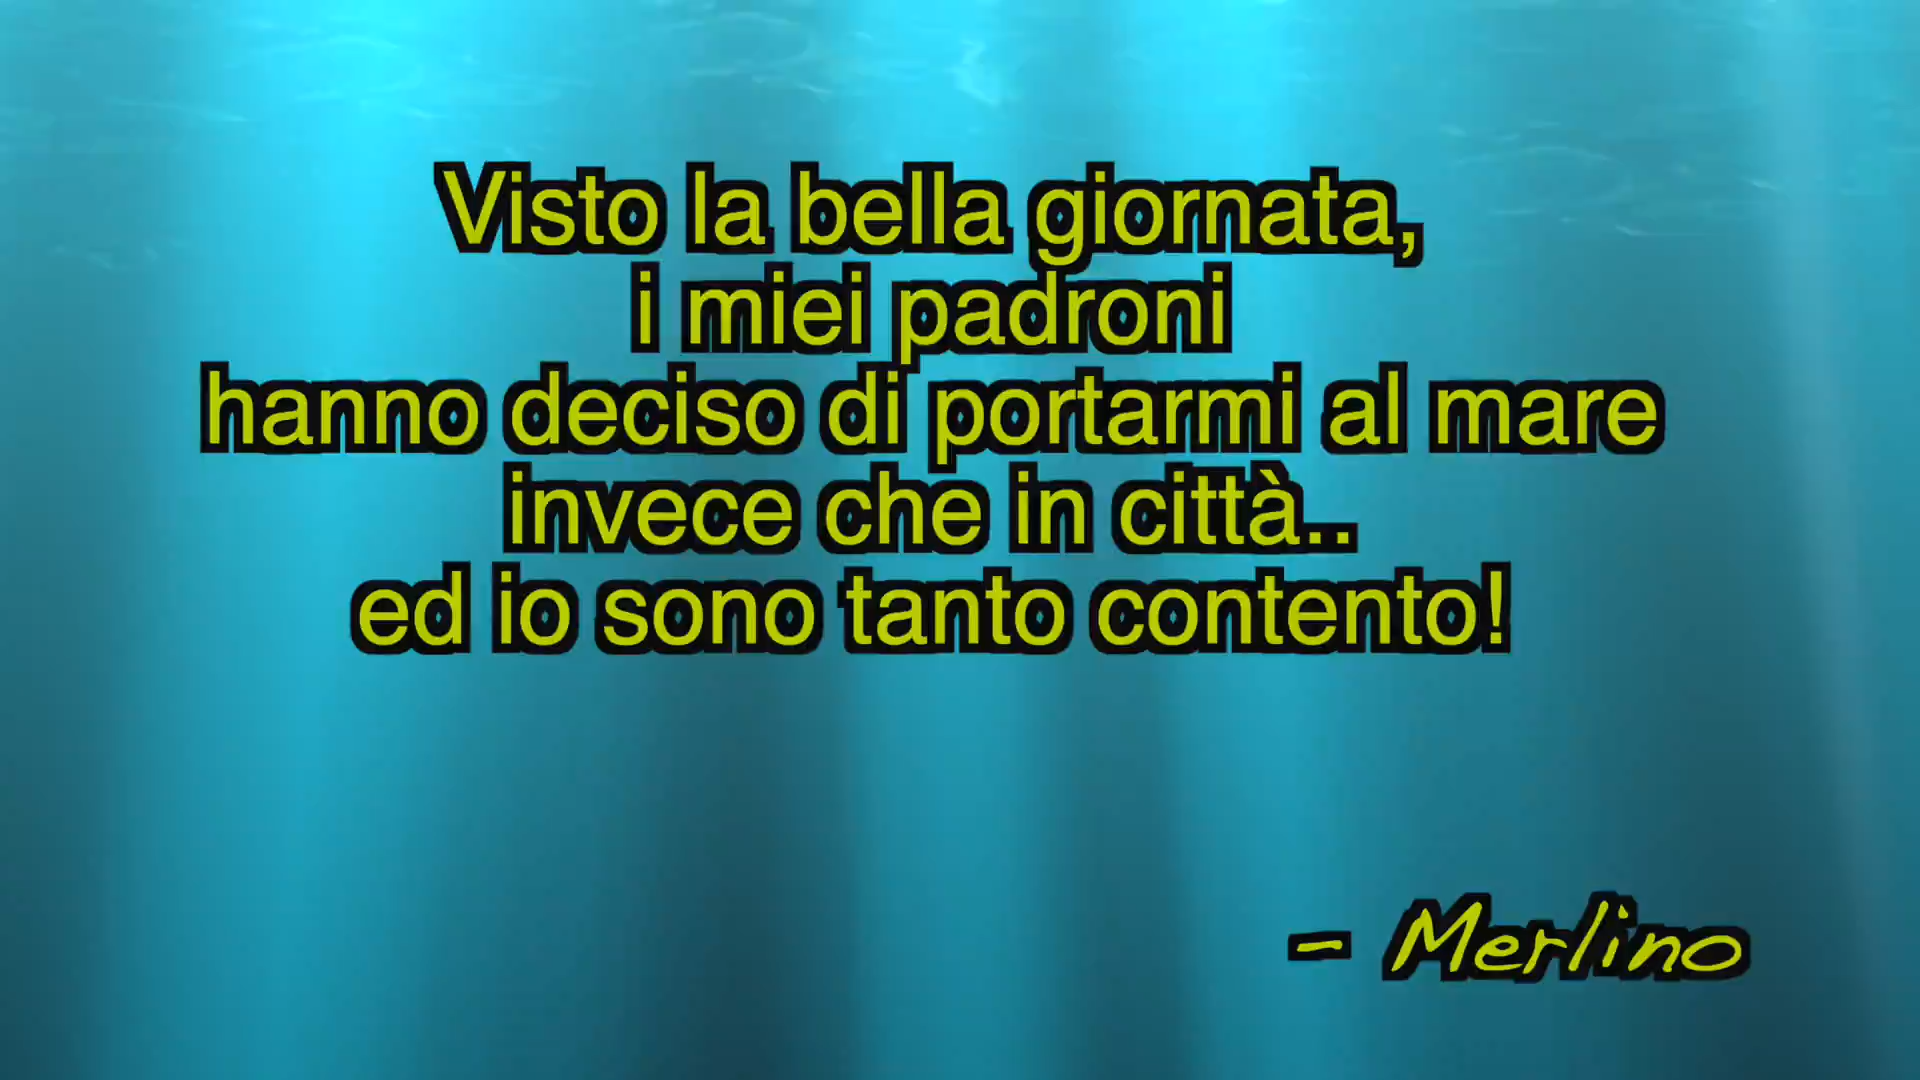 Visto la bella giornata,
i miei padroni
hanno deciso di portarmi al mare
invece che in città..
ed io sono tanto contento!
- Merlino